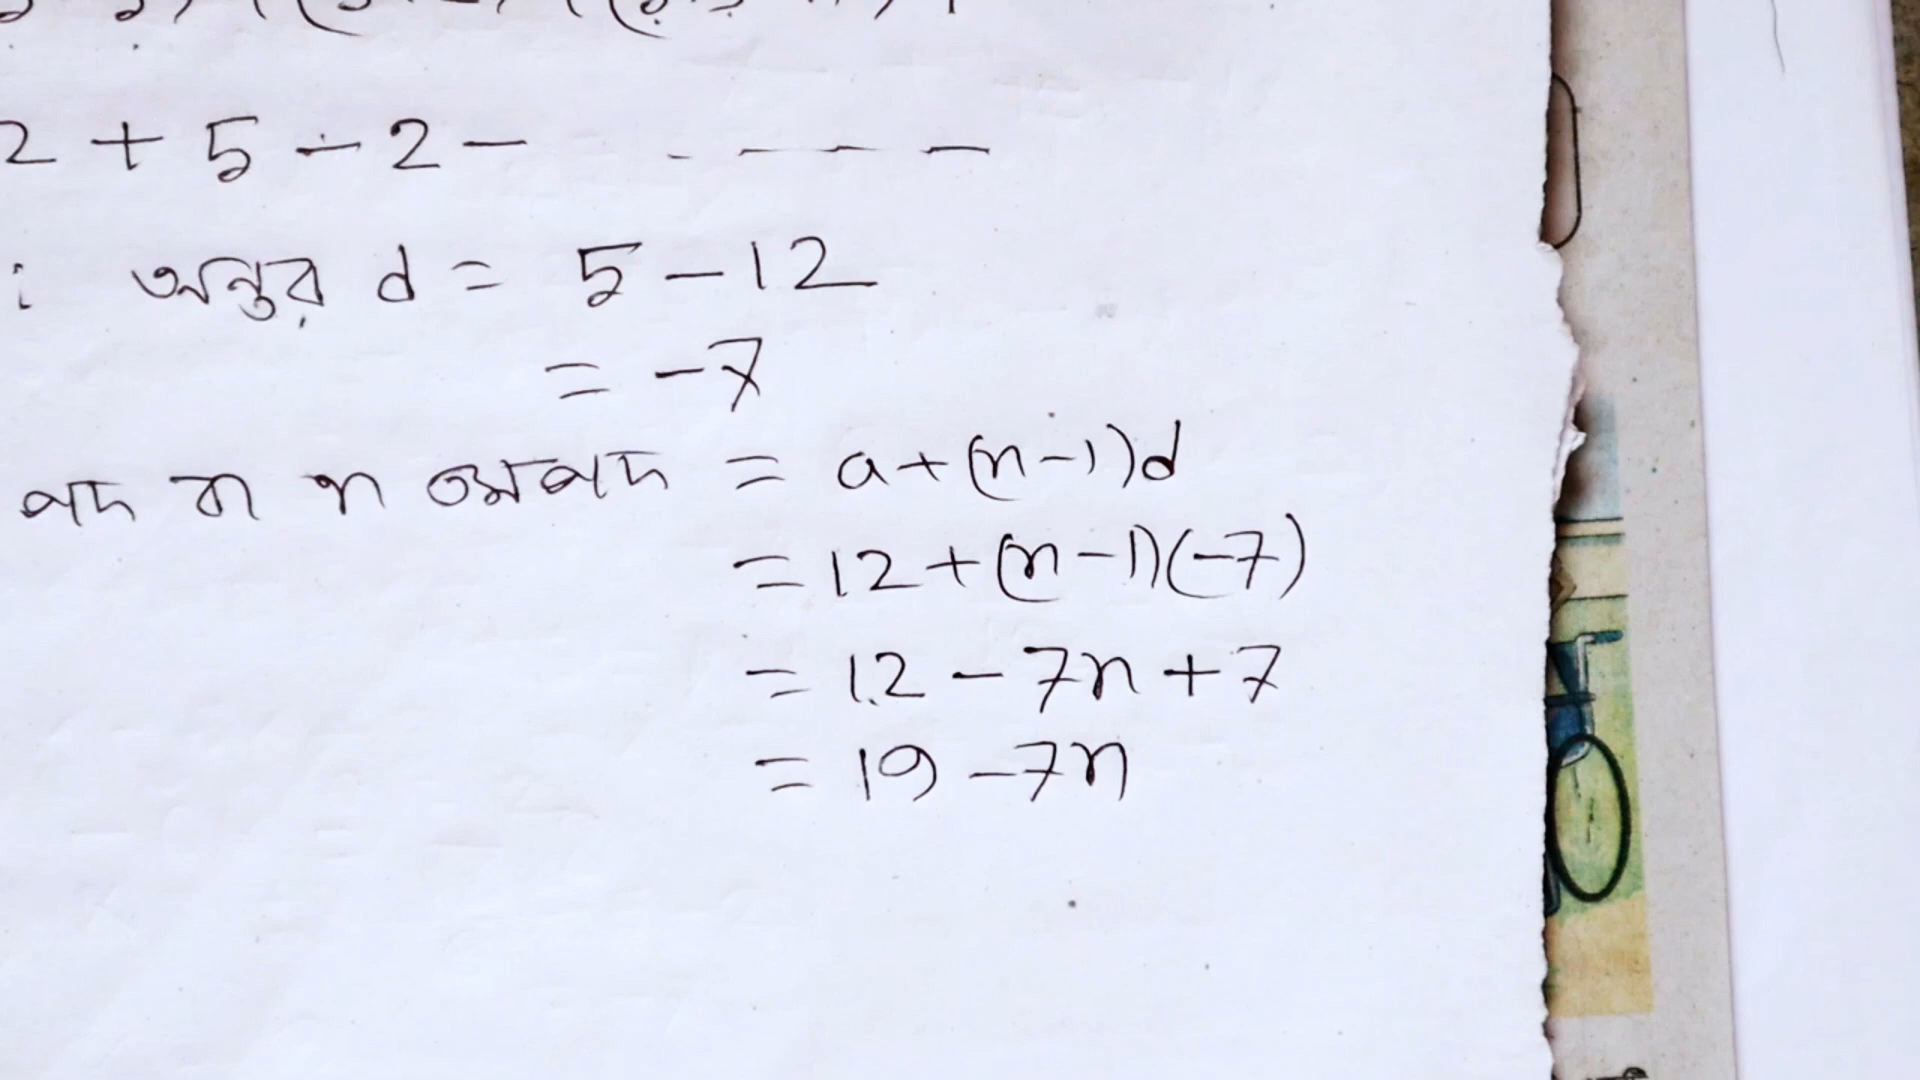 2 + 5 - 2 - - - - -
: অন্তর d = 5 - 12
= -7
পদ বা n তম পদ = a + (n-1)d
= 12 + (n-1)(-7)
= 12 - 7n + 7
= 19 - 7n